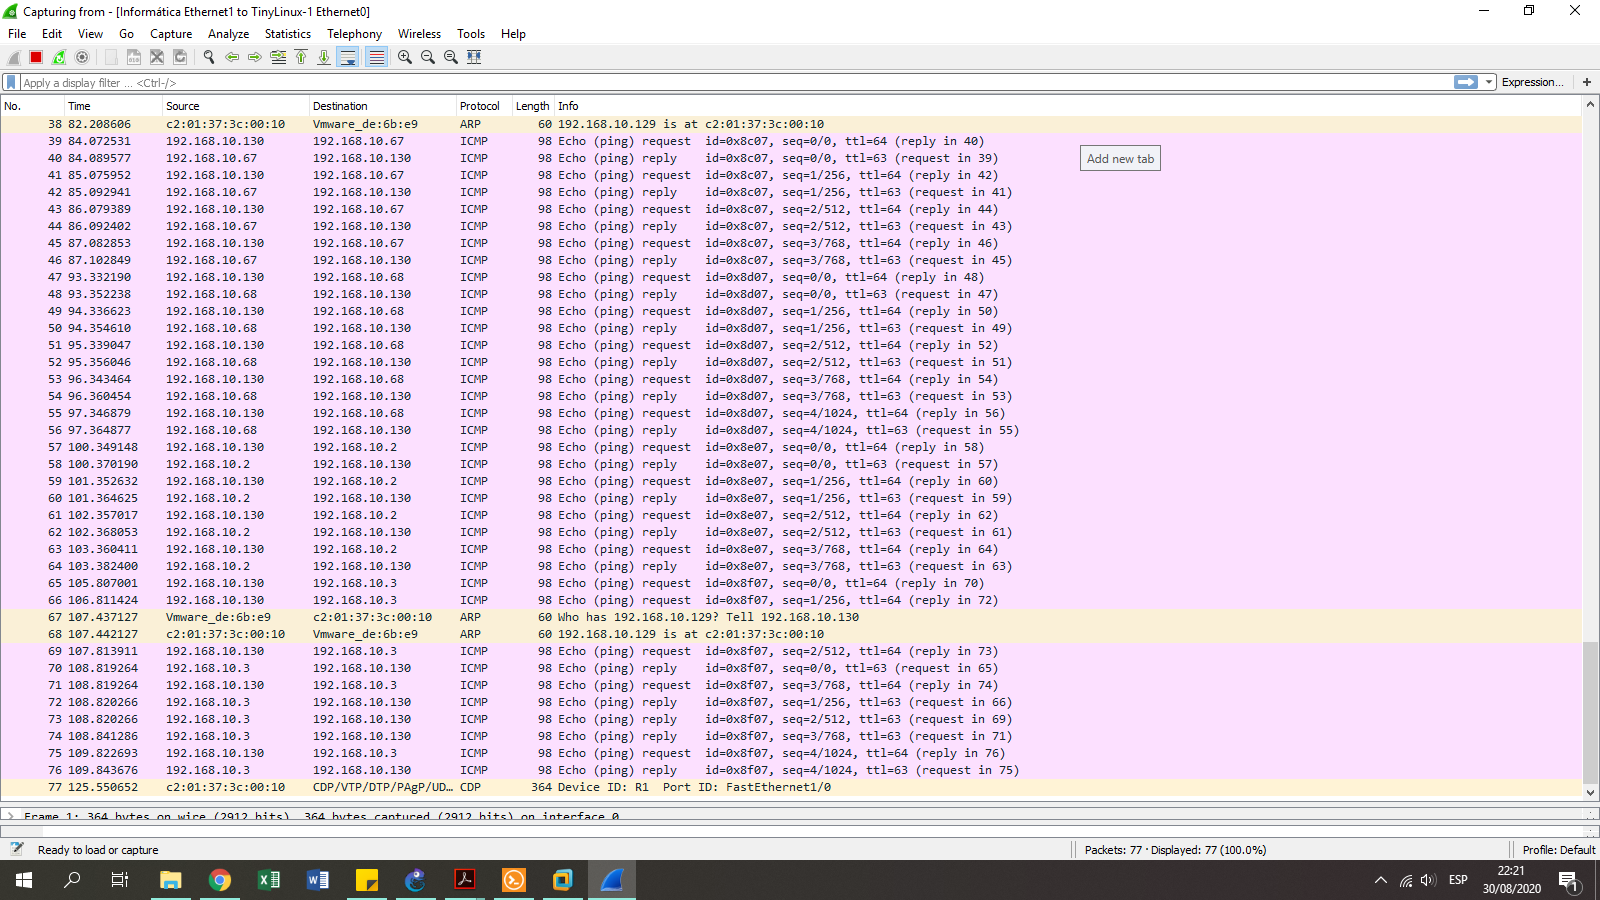 Capturing from - [Informática Ethernet1 to TinyLinux-1 Ethernet0]
File Edit View Go Capture Analyze Statistics Telephony Wireless Tools Help
Apply a display filter ... <Ctrl-/> Expression... +
No. Time Source Destination Protocol Length Info
38 82.208606 c2:01:37:3c:00:10 Vmware_de:6b:e9 ARP 60 192.168.10.129 is at c2:01:37:3c:00:10
39 84.072531 192.168.10.130 192.168.10.67 ICMP 98 Echo (ping) request id=0x8c07, seq=0/0, ttl=64 (reply in 40)
40 84.089577 192.168.10.67 192.168.10.130 ICMP 98 Echo (ping) reply id=0x8c07, seq=0/0, ttl=63 (request in 39)
Add new tab
41 85.075952 192.168.10.130 192.168.10.67 ICMP 98 Echo (ping) request id=0x8c07, seq=1/256, ttl=64 (reply in 42)
42 85.092941 192.168.10.67 192.168.10.130 ICMP 98 Echo (ping) reply id=0x8c07, seq=1/256, ttl=63 (request in 41)
43 86.079389 192.168.10.130 192.168.10.67 ICMP 98 Echo (ping) request id=0x8c07, seq=2/512, ttl=64 (reply in 44)
44 86.092402 192.168.10.67 192.168.10.130 ICMP 98 Echo (ping) reply id=0x8c07, seq=2/512, ttl=63 (request in 43)
45 87.082853 192.168.10.130 192.168.10.67 ICMP 98 Echo (ping) request id=0x8c07, seq=3/768, ttl=64 (reply in 46)
46 87.102849 192.168.10.67 192.168.10.130 ICMP 98 Echo (ping) reply id=0x8c07, seq=3/768, ttl=63 (request in 45)
47 93.332190 192.168.10.130 192.168.10.68 ICMP 98 Echo (ping) request id=0x8d07, seq=0/0, ttl=64 (reply in 48)
48 93.352238 192.168.10.68 192.168.10.130 ICMP 98 Echo (ping) reply id=0x8d07, seq=0/0, ttl=63 (request in 47)
49 94.336623 192.168.10.130 192.168.10.68 ICMP 98 Echo (ping) request id=0x8d07, seq=1/256, ttl=64 (reply in 50)
50 94.354610 192.168.10.68 192.168.10.130 ICMP 98 Echo (ping) reply id=0x8d07, seq=1/256, ttl=63 (request in 49)
51 95.339047 192.168.10.130 192.168.10.68 ICMP 98 Echo (ping) request id=0x8d07, seq=2/512, ttl=64 (reply in 52)
52 95.356046 192.168.10.68 192.168.10.130 ICMP 98 Echo (ping) reply id=0x8d07, seq=2/512, ttl=63 (request in 51)
53 96.343464 192.168.10.130 192.168.10.68 ICMP 98 Echo (ping) request id=0x8d07, seq=3/768, ttl=64 (reply in 54)
54 96.360454 192.168.10.68 192.168.10.130 ICMP 98 Echo (ping) reply id=0x8d07, seq=3/768, ttl=63 (request in 53)
55 97.346879 192.168.10.130 192.168.10.68 ICMP 98 Echo (ping) request id=0x8d07, seq=4/1024, ttl=64 (reply in 56)
56 97.364877 192.168.10.68 192.168.10.130 ICMP 98 Echo (ping) reply id=0x8d07, seq=4/1024, ttl=63 (request in 55)
57 100.349148 192.168.10.130 192.168.10.2 ICMP 98 Echo (ping) request id=0x8e07, seq=0/0, ttl=64 (reply in 58)
58 100.370190 192.168.10.2 192.168.10.130 ICMP 98 Echo (ping) reply id=0x8e07, seq=0/0, ttl=63 (request in 57)
59 101.352632 192.168.10.130 192.168.10.2 ICMP 98 Echo (ping) request id=0x8e07, seq=1/256, ttl=64 (reply in 60)
60 101.364625 192.168.10.2 192.168.10.130 ICMP 98 Echo (ping) reply id=0x8e07, seq=1/256, ttl=63 (request in 59)
61 102.357017 192.168.10.130 192.168.10.2 ICMP 98 Echo (ping) request id=0x8e07, seq=2/512, ttl=64 (reply in 62)
62 102.368053 192.168.10.2 192.168.10.130 ICMP 98 Echo (ping) reply id=0x8e07, seq=2/512, ttl=63 (request in 61)
63 103.360411 192.168.10.130 192.168.10.2 ICMP 98 Echo (ping) request id=0x8e07, seq=3/768, ttl=64 (reply in 64)
64 103.382400 192.168.10.2 192.168.10.130 ICMP 98 Echo (ping) reply id=0x8e07, seq=3/768, ttl=63 (request in 63)
65 105.807001 192.168.10.130 192.168.10.3 ICMP 98 Echo (ping) request id=0x8f07, seq=0/0, ttl=64 (reply in 70)
66 106.811424 192.168.10.130 192.168.10.3 ICMP 98 Echo (ping) request id=0x8f07, seq=1/256, ttl=64 (reply in 72)
67 107.437127 Vmware_de:6b:e9 c2:01:37:3c:00:10 ARP 60 Who has 192.168.10.129? Tell 192.168.10.130
68 107.442127 c2:01:37:3c:00:10 Vmware_de:6b:e9 ARP 60 192.168.10.129 is at c2:01:37:3c:00:10
69 107.813911 192.168.10.130 192.168.10.3 ICMP 98 Echo (ping) request id=0x8f07, seq=2/512, ttl=64 (reply in 73)
70 108.819264 192.168.10.3 192.168.10.130 ICMP 98 Echo (ping) reply id=0x8f07, seq=0/0, ttl=63 (request in 65)
71 108.819264 192.168.10.130 192.168.10.3 ICMP 98 Echo (ping) request id=0x8f07, seq=3/768, ttl=64 (reply in 74)
72 108.820266 192.168.10.3 192.168.10.130 ICMP 98 Echo (ping) reply id=0x8f07, seq=1/256, ttl=63 (request in 66)
73 108.820266 192.168.10.3 192.168.10.130 ICMP 98 Echo (ping) reply id=0x8f07, seq=2/512, ttl=63 (request in 69)
74 108.841286 192.168.10.3 192.168.10.130 ICMP 98 Echo (ping) reply id=0x8f07, seq=3/768, ttl=63 (request in 71)
75 109.822693 192.168.10.130 192.168.10.3 ICMP 98 Echo (ping) request id=0x8f07, seq=4/1024, ttl=64 (reply in 76)
76 109.843676 192.168.10.3 192.168.10.130 ICMP 98 Echo (ping) reply id=0x8f07, seq=4/1024, ttl=63 (request in 75)
77 125.550652 c2:01:37:3c:00:10 CDP/VTP/DTP/PAgP/UD... CDP 364 Device ID: R1 Port ID: FastEthernet1/0
Frame 1: 364 bytes on wire (2912 bits), 364 bytes captured (2912 bits) on interface 0
Ready to load or capture Packets: 77 · Displayed: 77 (100.0%) Profile: Default
ESP 22:21
30/08/2020 1